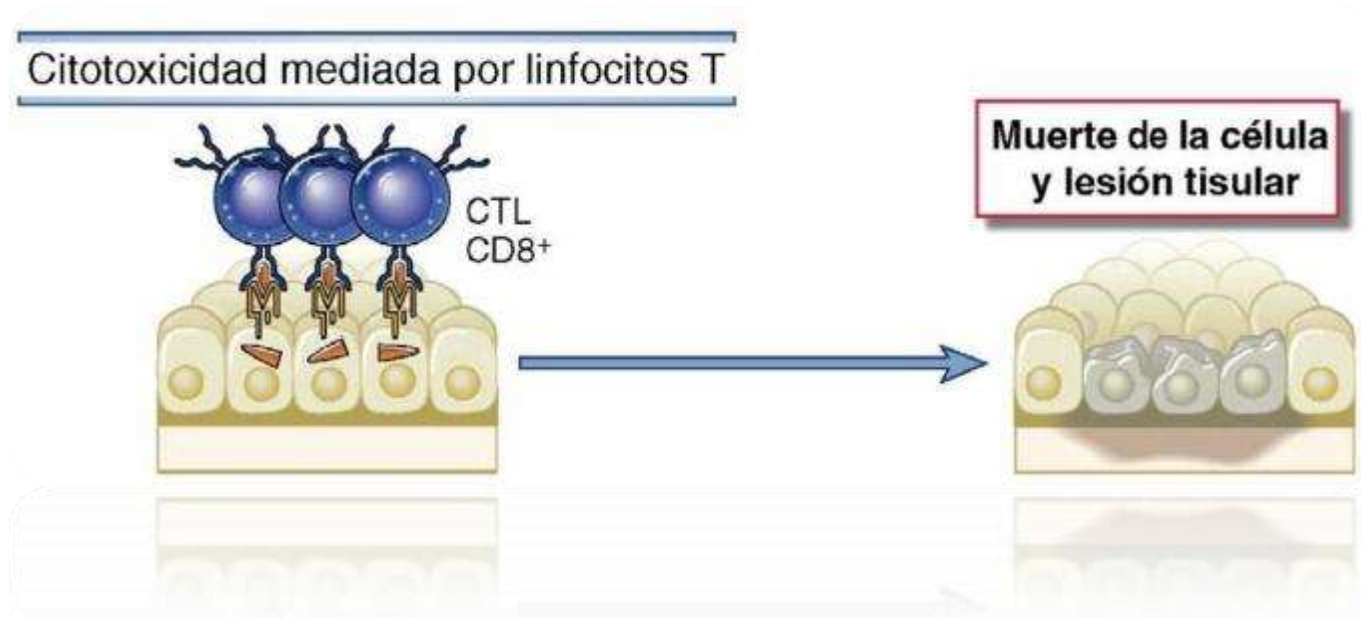 Citotoxicidad mediada por linfocitos T
Muerte de la célula
y lesión tisular
CTL
CD8⁺